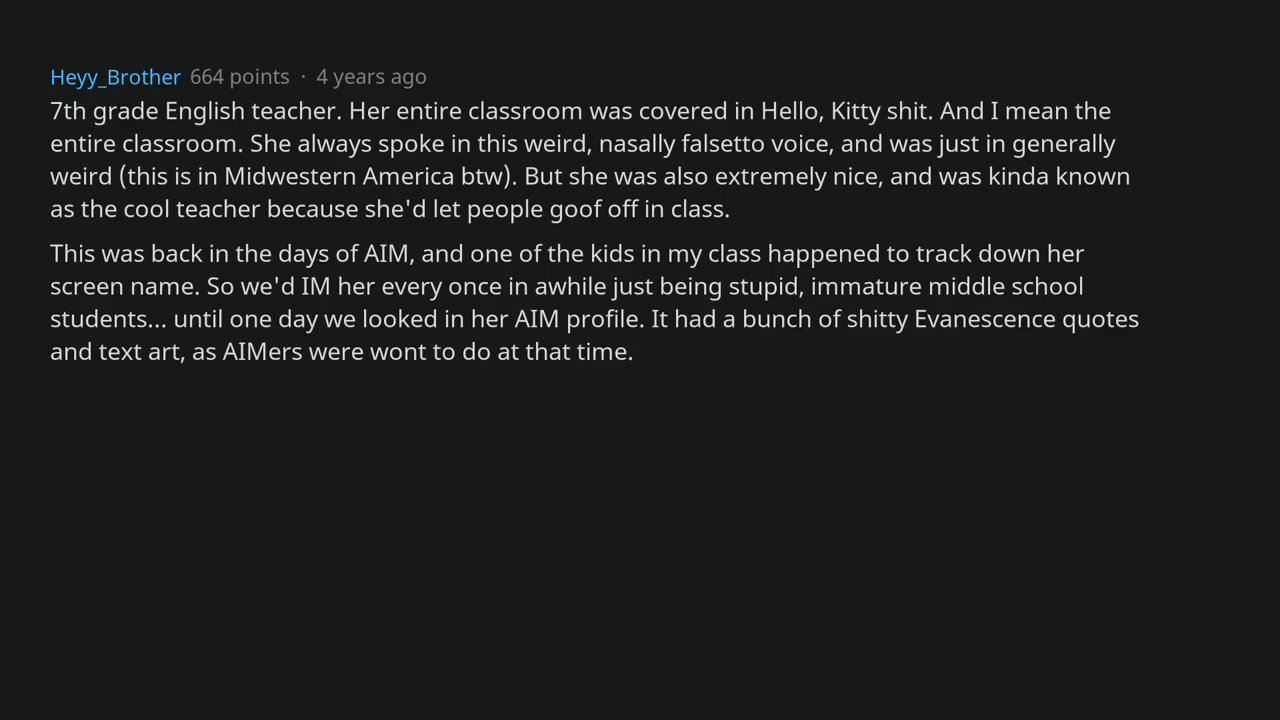 Heyy_Brother 664 points · 4 years ago
7th grade English teacher. Her entire classroom was covered in Hello, Kitty shit. And I mean the
entire classroom. She always spoke in this weird, nasally falsetto voice, and was just in generally
weird (this is in Midwestern America btw). But she was also extremely nice, and was kinda known
as the cool teacher because she'd let people goof off in class.
This was back in the days of AIM, and one of the kids in my class happened to track down her
screen name. So we'd IM her every once in awhile just being stupid, immature middle school
students... until one day we looked in her AIM profile. It had a bunch of shitty Evanescence quotes
and text art, as AIMers were wont to do at that time.